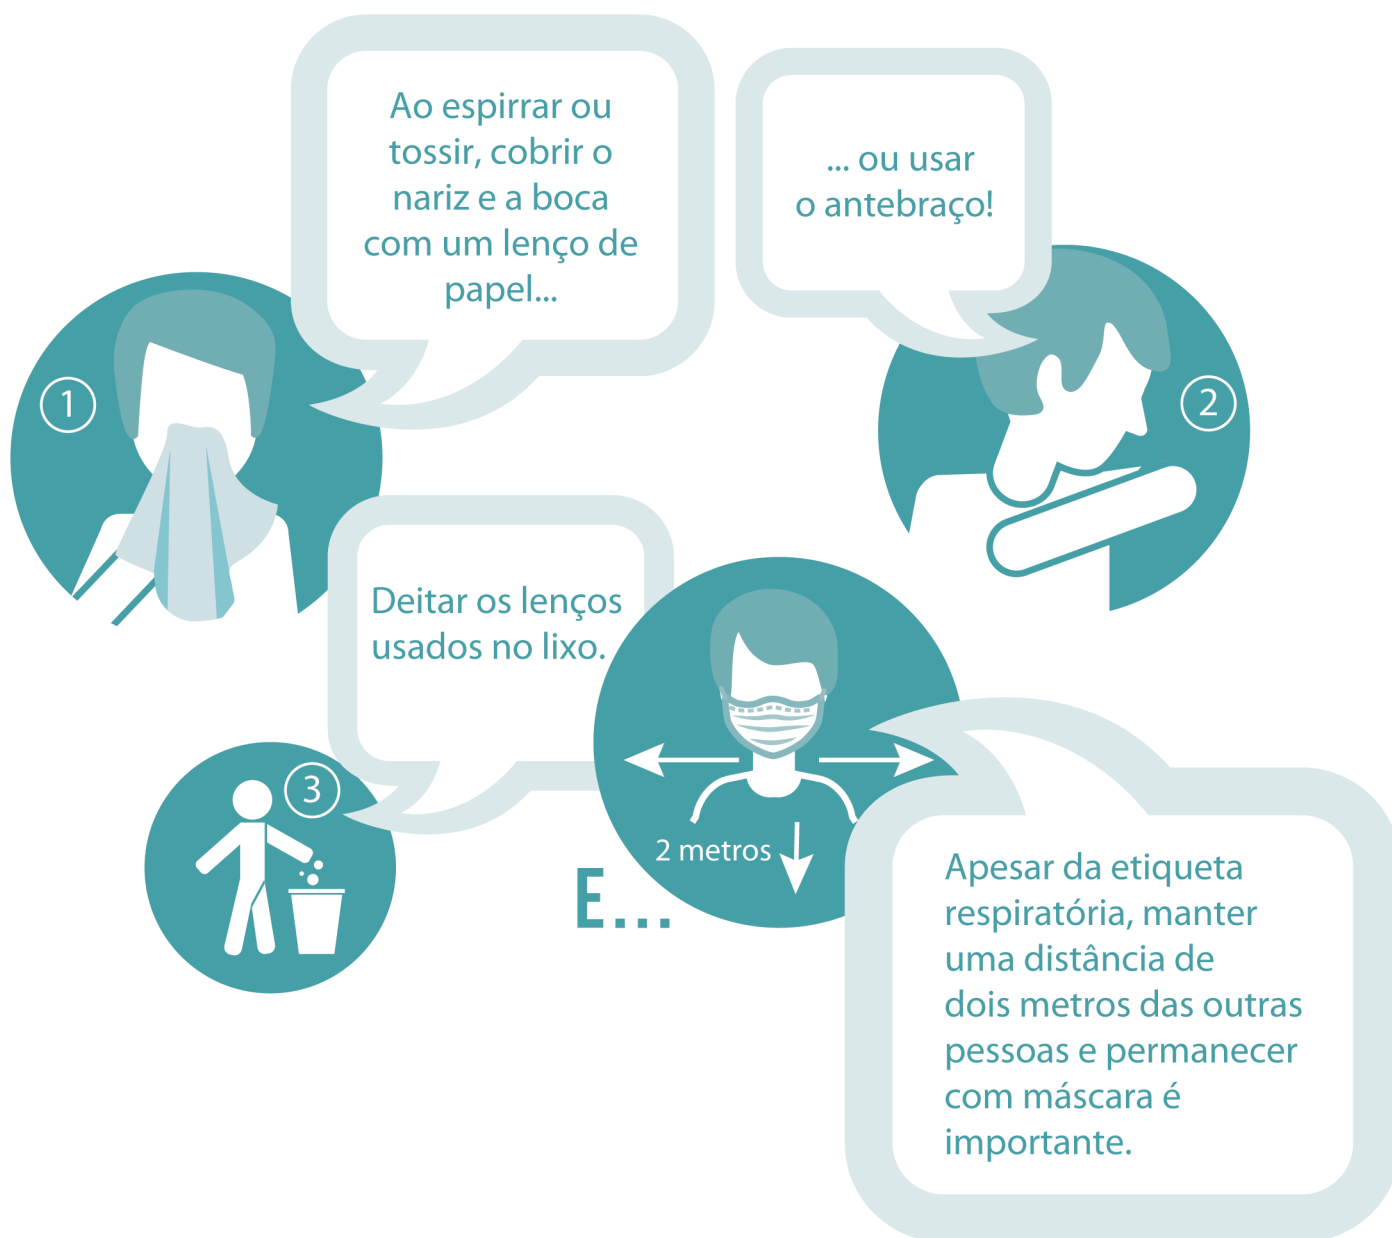 Ao espirrar ou
tossir, cobrir o
nariz e a boca
com um lenço de
papel...
1
... ou usar
o antebraço!
2
Deitar os lenços
usados no lixo.
3
E...
2 metros
Apesar da etiqueta
respiratória, manter
uma distância de
dois metros das outras
pessoas e permanecer
com máscara é
importante.